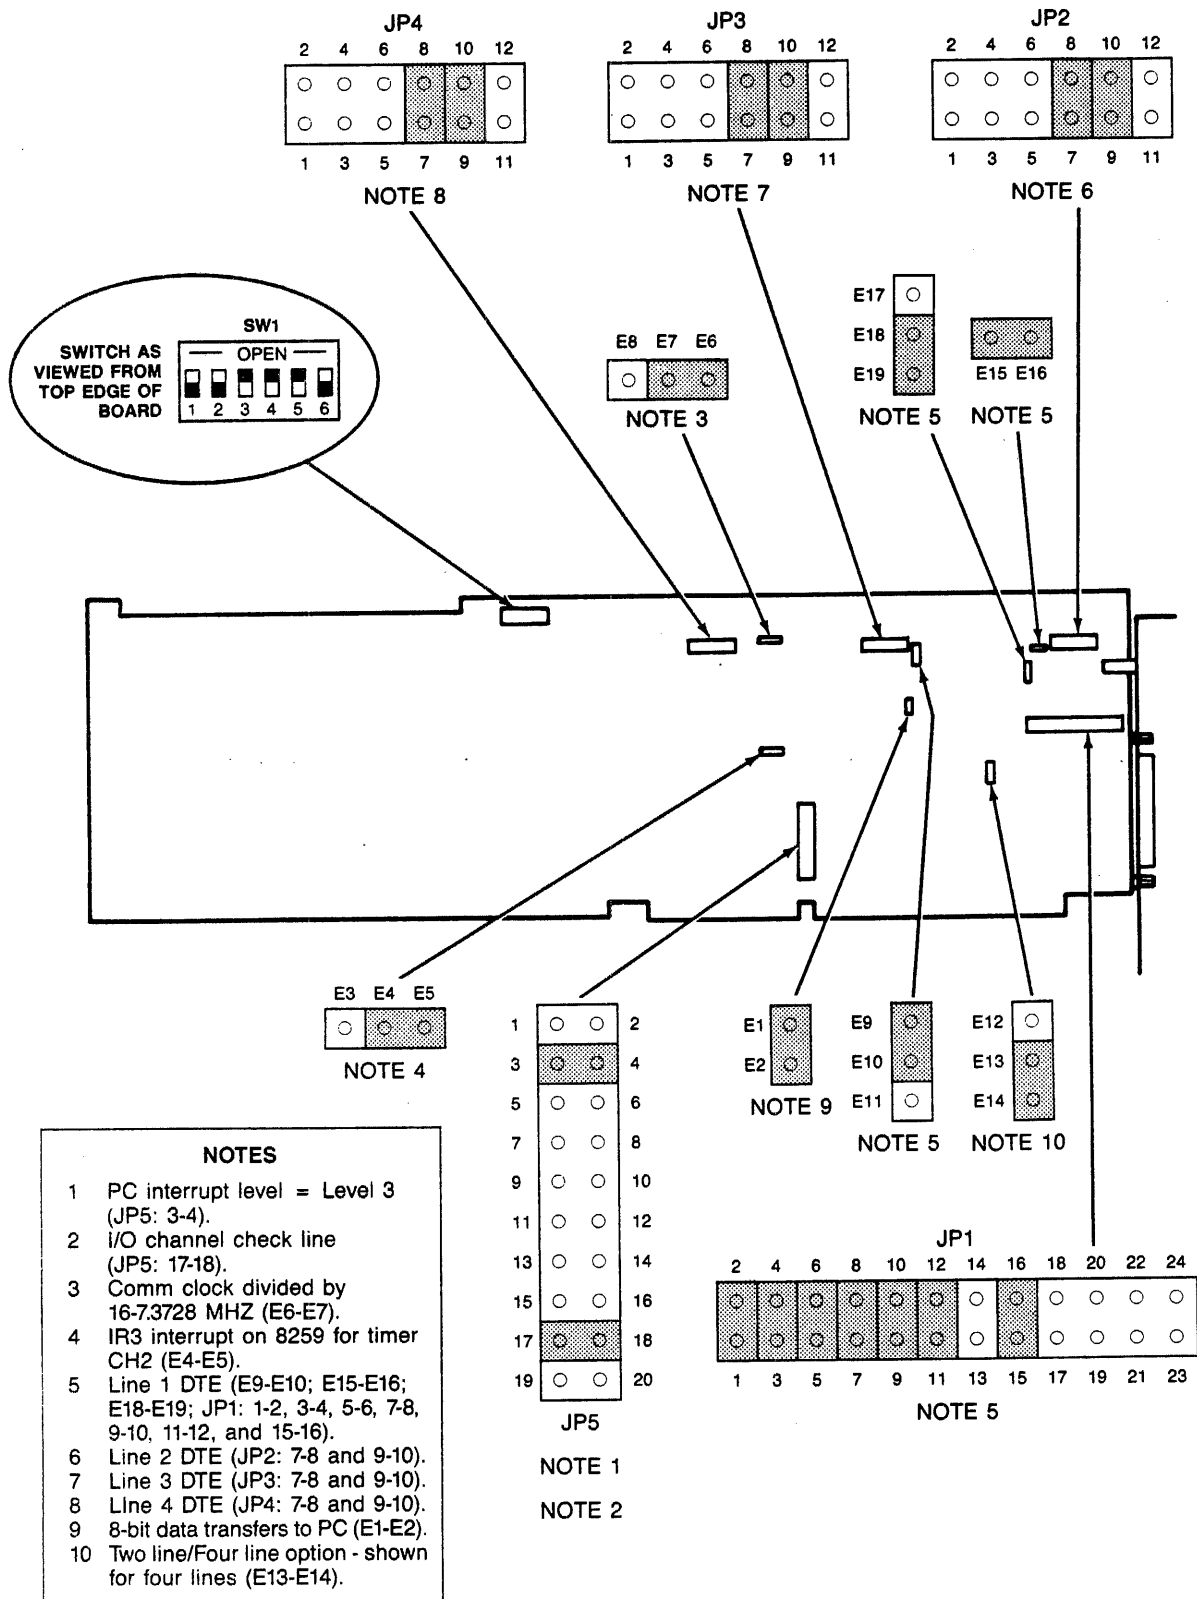 JP4
2 4 6 8 10 12
1 3 5 7 9 11
NOTE 8
JP3
2 4 6 8 10 12
1 3 5 7 9 11
NOTE 7
JP2
2 4 6 8 10 12
1 3 5 7 9 11
NOTE 6
SWITCH AS
VIEWED FROM
TOP EDGE OF
BOARD
SW1
OPEN
1 2 3 4 5 6
E8 E7 E6
NOTE 3
E17
E18
E19
NOTE 5
E15 E16
NOTE 5
E3 E4 E5
NOTE 4
1 2
3 4
5 6
7 8
9 10
11 12
13 14
15 16
17 18
19 20
JP5
NOTE 1
NOTE 2
E1
E2
NOTE 9
E9
E10
E11
NOTE 5
E12
E13
E14
NOTE 10
JP1
2 4 6 8 10 12 14 16 18 20 22 24
1 3 5 7 9 11 13 15 17 19 21 23
NOTE 5
NOTES
1 PC interrupt level = Level 3
(JP5: 3-4).
2 I/O channel check line
(JP5: 17-18).
3 Comm clock divided by
16-7.3728 MHZ (E6-E7).
4 IR3 interrupt on 8259 for timer
CH2 (E4-E5).
5 Line 1 DTE (E9-E10; E15-E16;
E18-E19; JP1: 1-2, 3-4, 5-6, 7-8,
9-10, 11-12, and 15-16).
6 Line 2 DTE (JP2: 7-8 and 9-10).
7 Line 3 DTE (JP3: 7-8 and 9-10).
8 LIne 4 DTE (JP4: 7-8 and 9-10).
9 8-bit data transfers to PC (E1-E2).
10 Two line/Four line option - shown
for four lines (E13-E14).